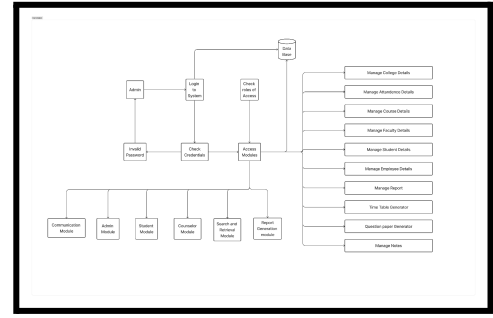 Data
Base
Manage College Details
Login
to
System
Check
roles of
Access
Admin
Manage Attendence Details
Manage Course Details
Manage Faculty Details
Invalid
Password
Check
Credentials
Access
Modules
Manage Student Details
Manage Employee Details
Manage Report
Time Table Generator
Communication
Module
Admin
Module
Student
Module
Counselor
Module
Search and
Retrieval
Module
Report
Generation
module
Question paper Generator
Manage Notes